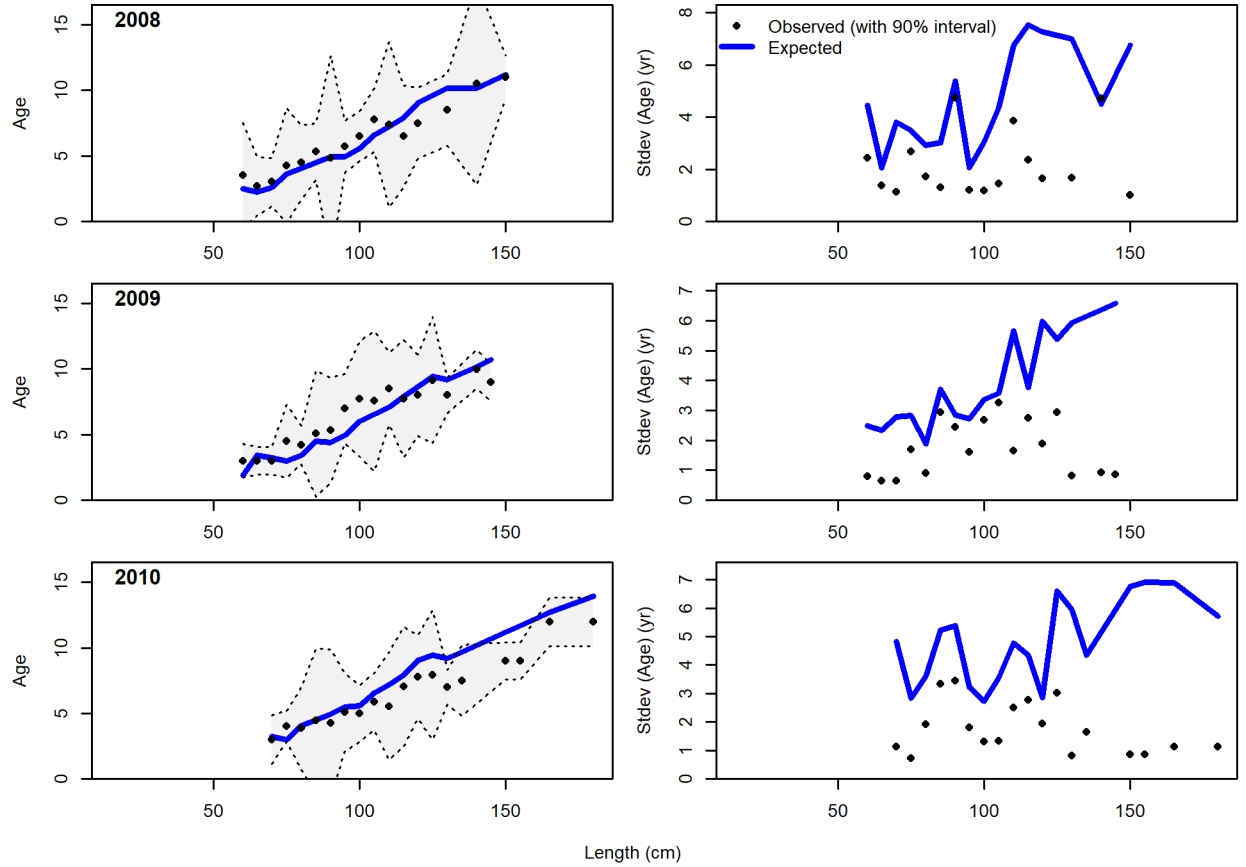 2008
Age
0 5 10 15
50 100 150
Stdev (Age) (yr)
0 2 4 6 8
Observed (with 90% interval)
Expected
50 100 150
2009
Age
0 5 10 15
50 100 150
Stdev (Age) (yr)
0 1 2 3 4 5 6 7
50 100 150
2010
Age
0 5 10 15
50 100 150
Stdev (Age) (yr)
0 1 2 3 4 5 6 7
50 100 150
Length (cm)